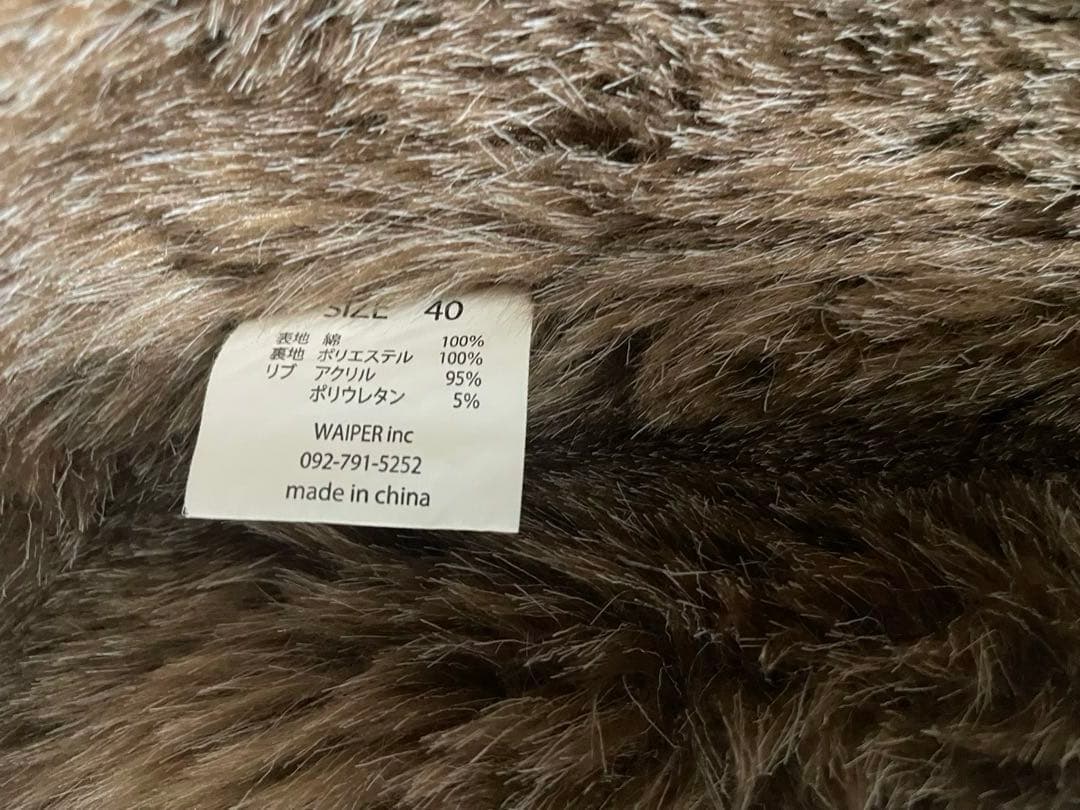 SIZE 40
表地 綿 100%
裏地 ポリエステル 100%
リブ アクリル 95%
ポリウレタン 5%
WAIPER inc
092-791-5252
made in china